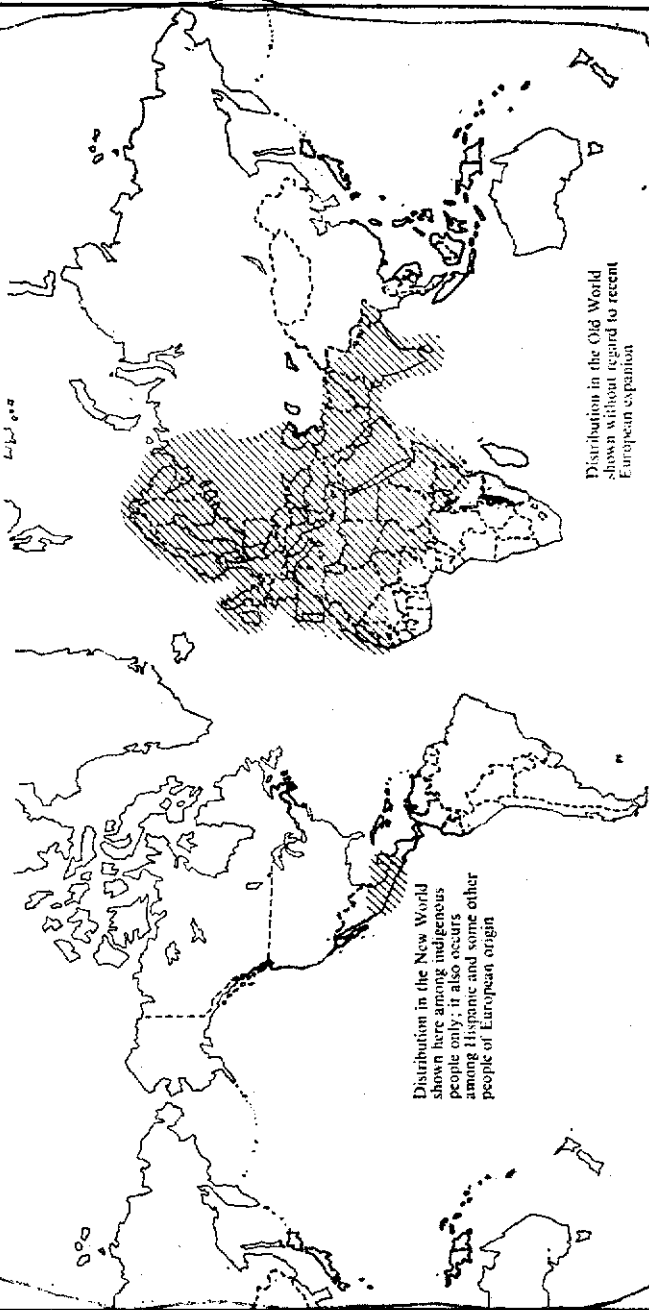 Distribution in the New World
shown here among indigenous
people only; it also occurs
among Hispanic and some other
people of European origin
Distribution in the Old World
shown without regard to recent
European expanion